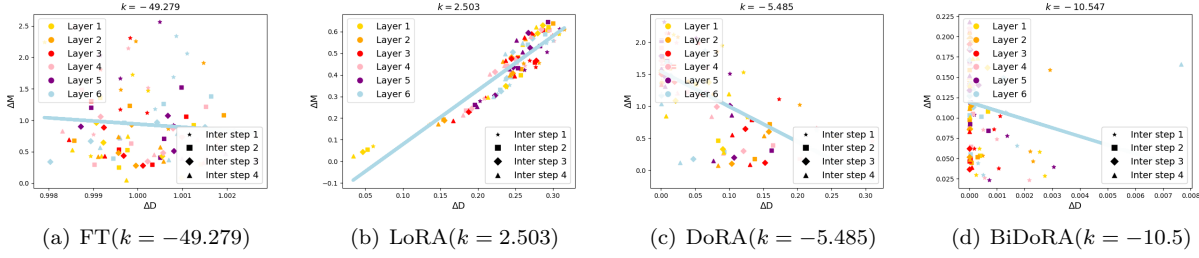 k = −49.279
ΔM
2.5
2.0
1.5
1.0
0.5
0.0
Layer 1
Layer 2
Layer 3
Layer 4
Layer 5
Layer 6
Inter step 1
Inter step 2
Inter step 3
Inter step 4
0.998
0.999
1.000
1.001
1.002
ΔD
(a) FT(k = −49.279)
k = 2.503
ΔM
0.6
0.5
0.4
0.3
0.2
0.1
0.0
−0.1
Layer 1
Layer 2
Layer 3
Layer 4
Layer 5
Layer 6
Inter step 1
Inter step 2
Inter step 3
Inter step 4
0.05
0.10
0.15
0.20
0.25
0.30
ΔD
(b) LoRA(k = 2.503)
k = −5.485
ΔM
2.0
1.5
1.0
0.5
0.0
Layer 1
Layer 2
Layer 3
Layer 4
Layer 5
Layer 6
Inter step 1
Inter step 2
Inter step 3
Inter step 4
0.00
0.05
0.10
0.15
0.20
0.25
0.30
ΔD
(c) DoRA(k = −5.485)
k = −10.547
ΔM
0.225
0.200
0.175
0.150
0.125
0.100
0.075
0.050
0.025
Layer 1
Layer 2
Layer 3
Layer 4
Layer 5
Layer 6
Inter step 1
Inter step 2
Inter step 3
Inter step 4
0.000
0.001
0.002
0.003
0.004
0.005
0.006
0.007
ΔD
(d) BiDoRA(k = −10.5)